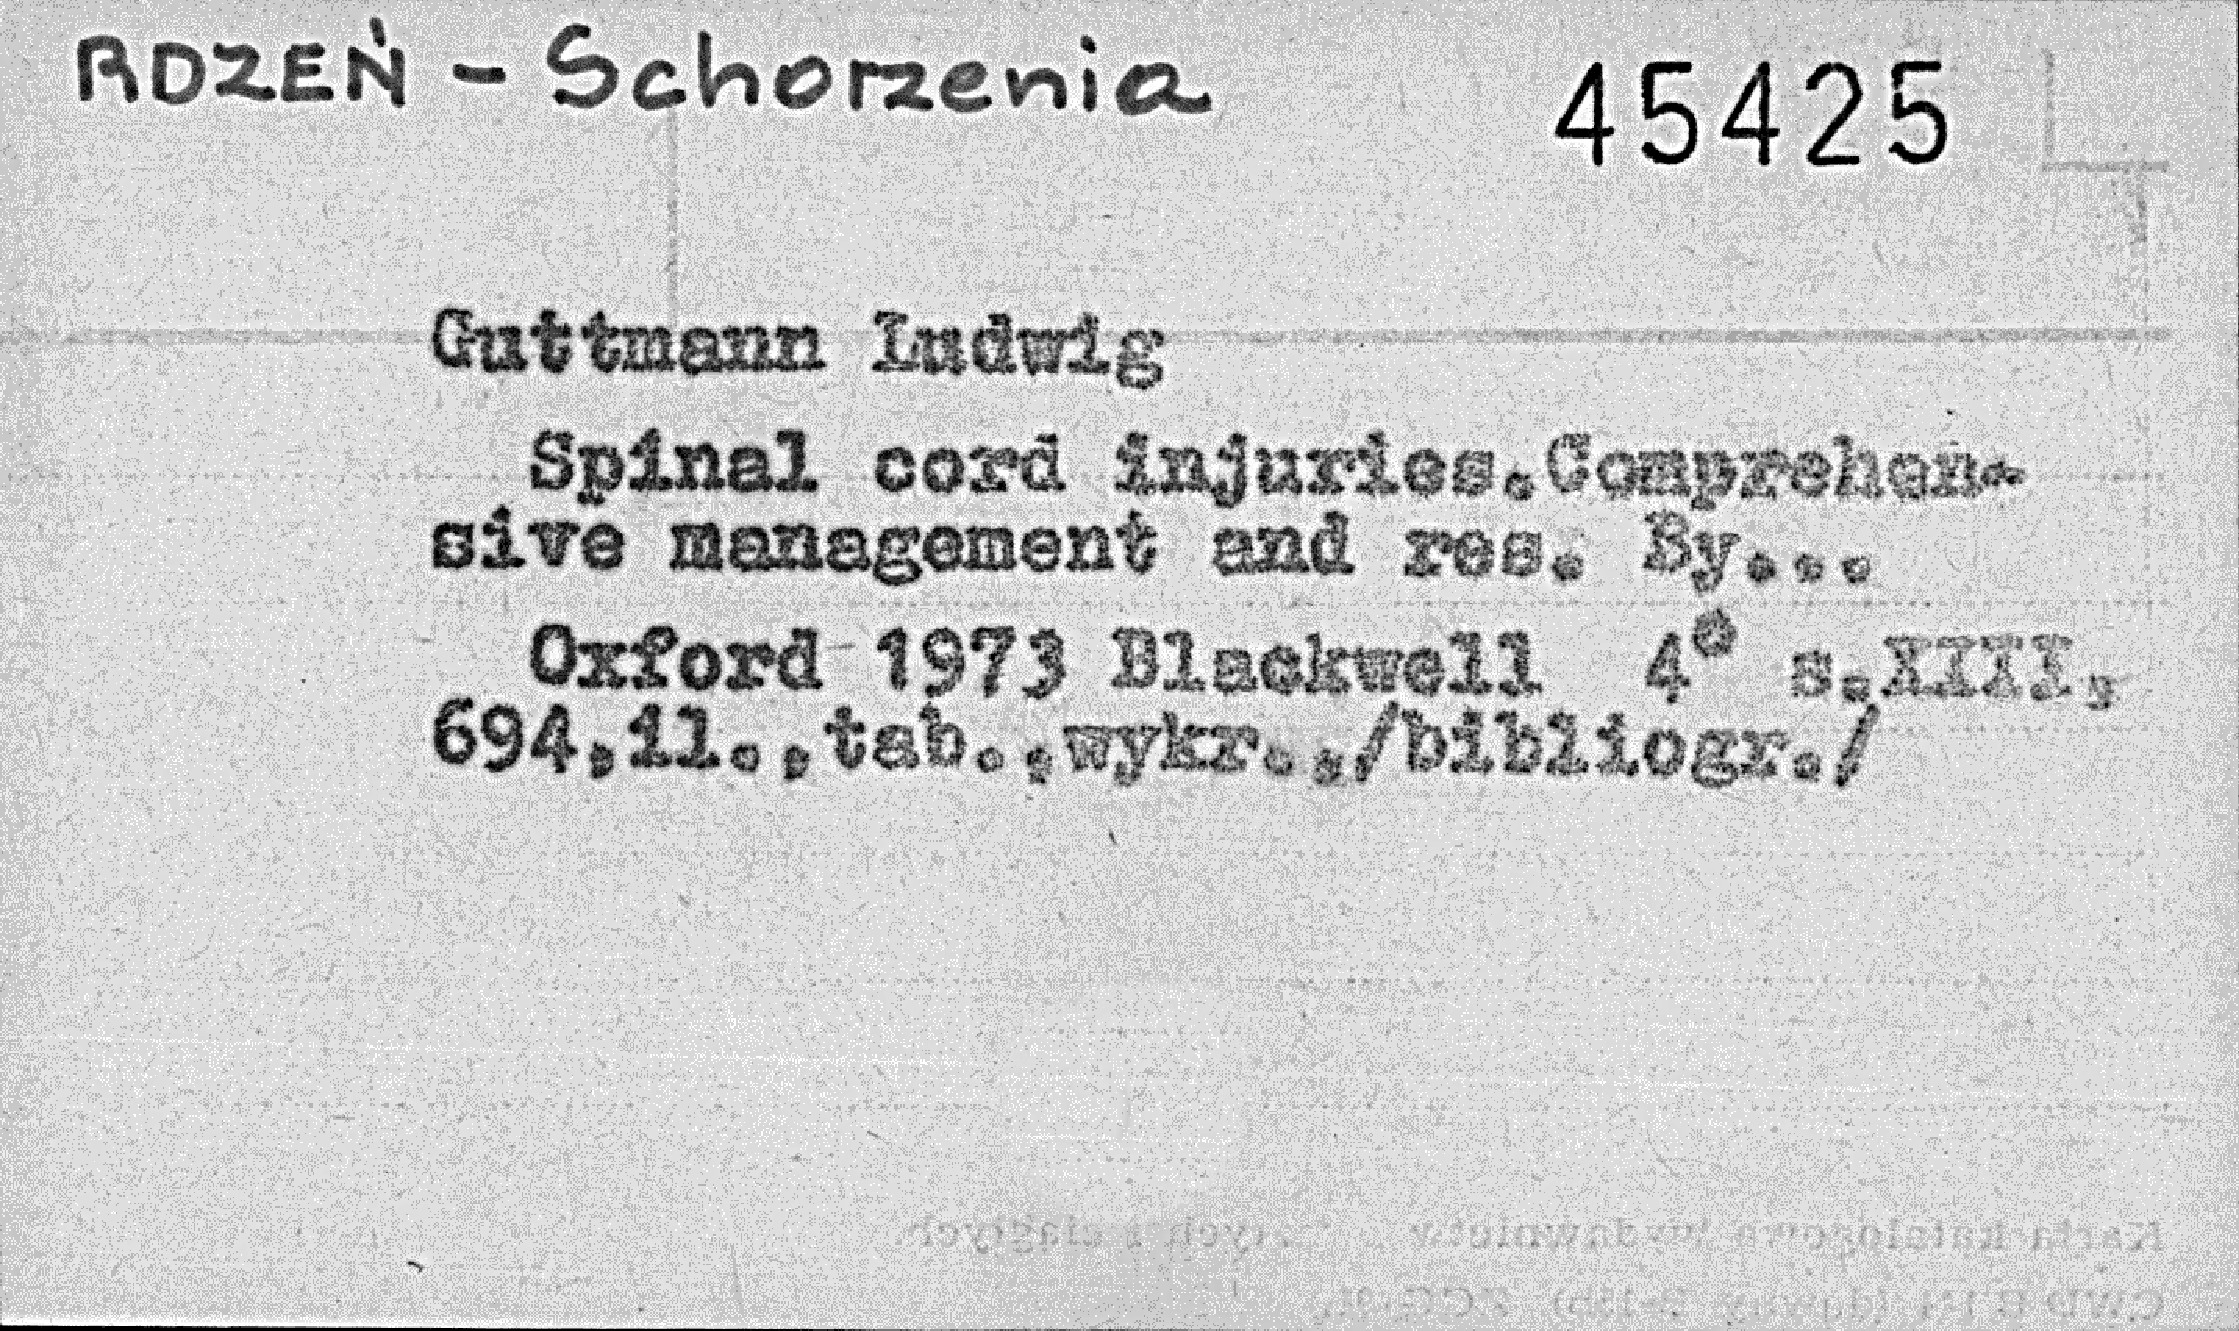 RDZEŃ - Schorzenia 45425
Guttmann Ludwig
Spinal cord injuries.Comprehen-
sive management and res. By...
Oxford 1973 Blackwell 4° s.XIII,
694,il.,tab.,wykr.,/bibliogr./